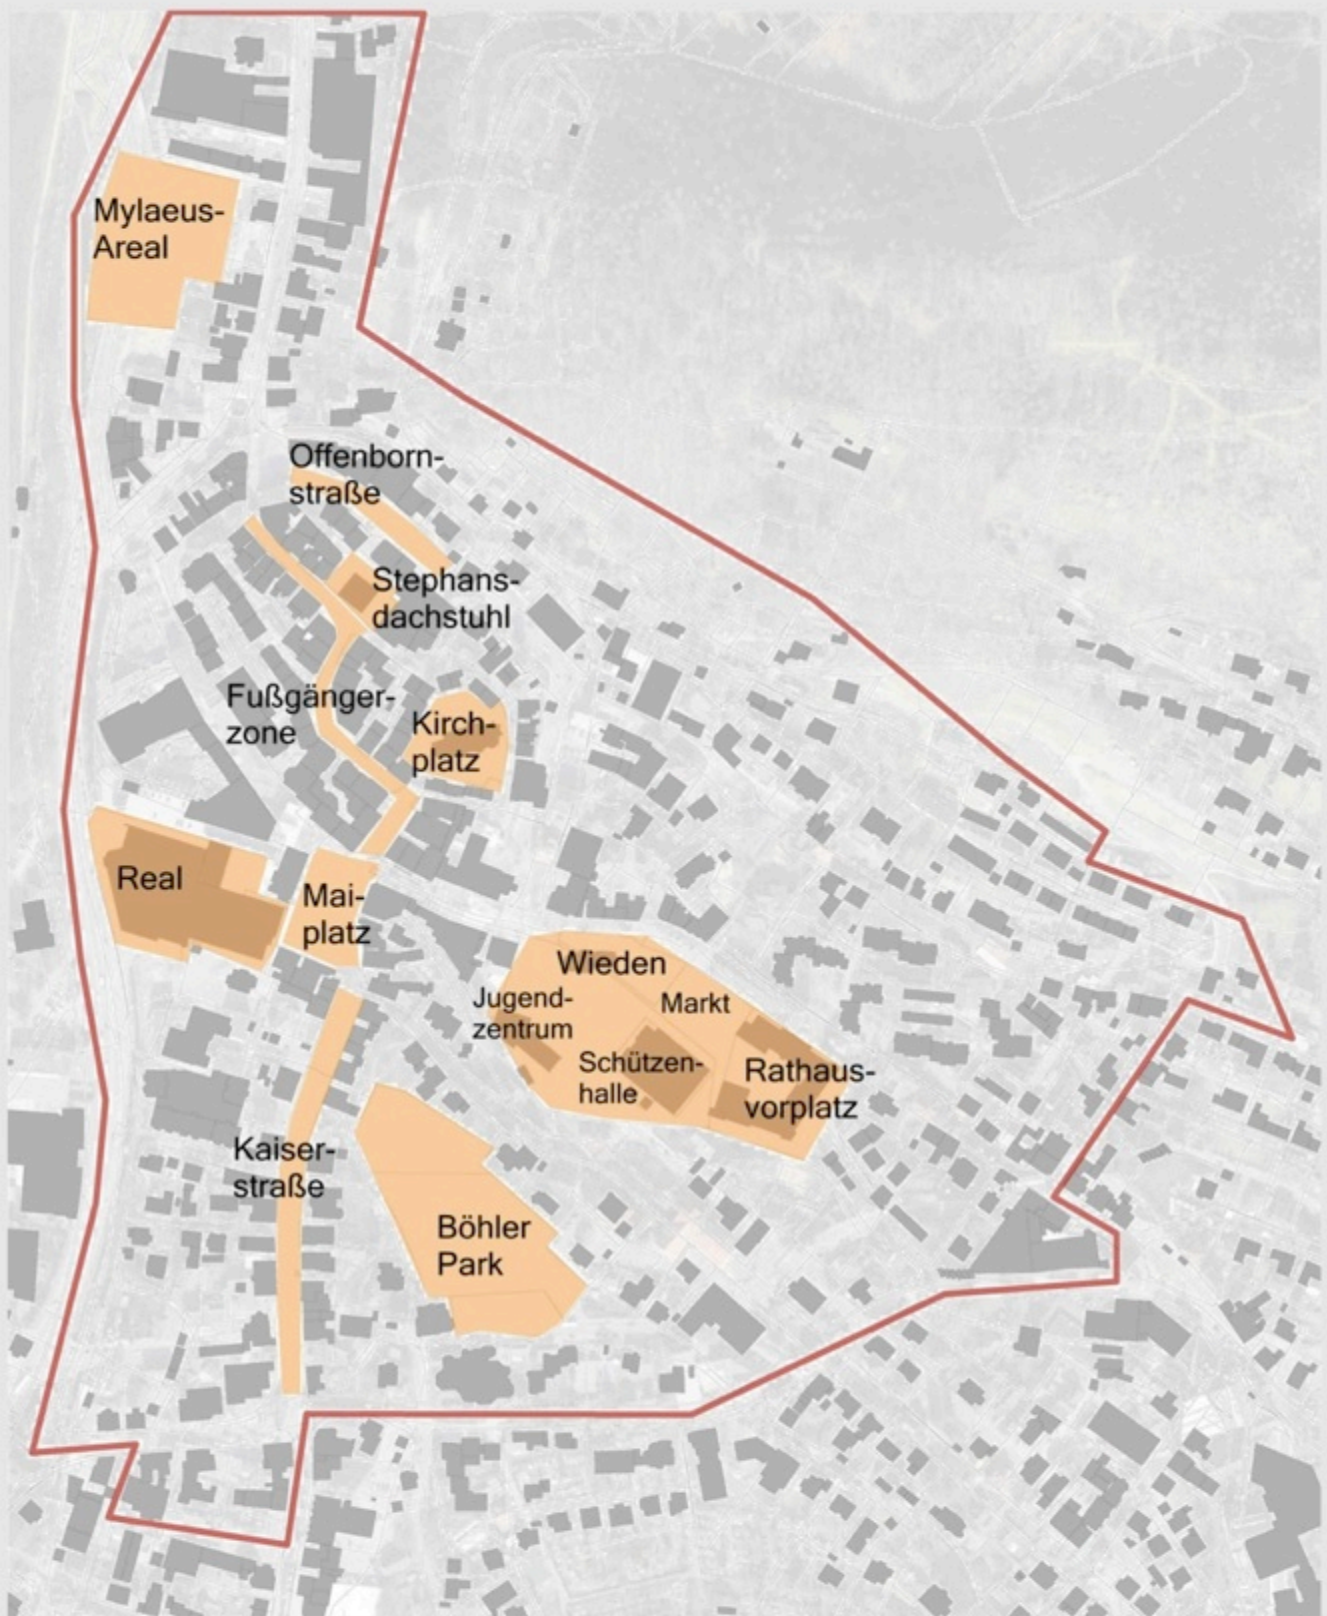 Mylaeus-
Areal
Offenborn-
straße
Stephans-
dachstuhl
Fußgänger-
zone
Kirch-
platz
Real
Mai-
platz
Wieden
Jugend-
zentrum
Markt
Schützen-
halle
Rathaus-
vorplatz
Kaiser-
straße
Böhler
Park